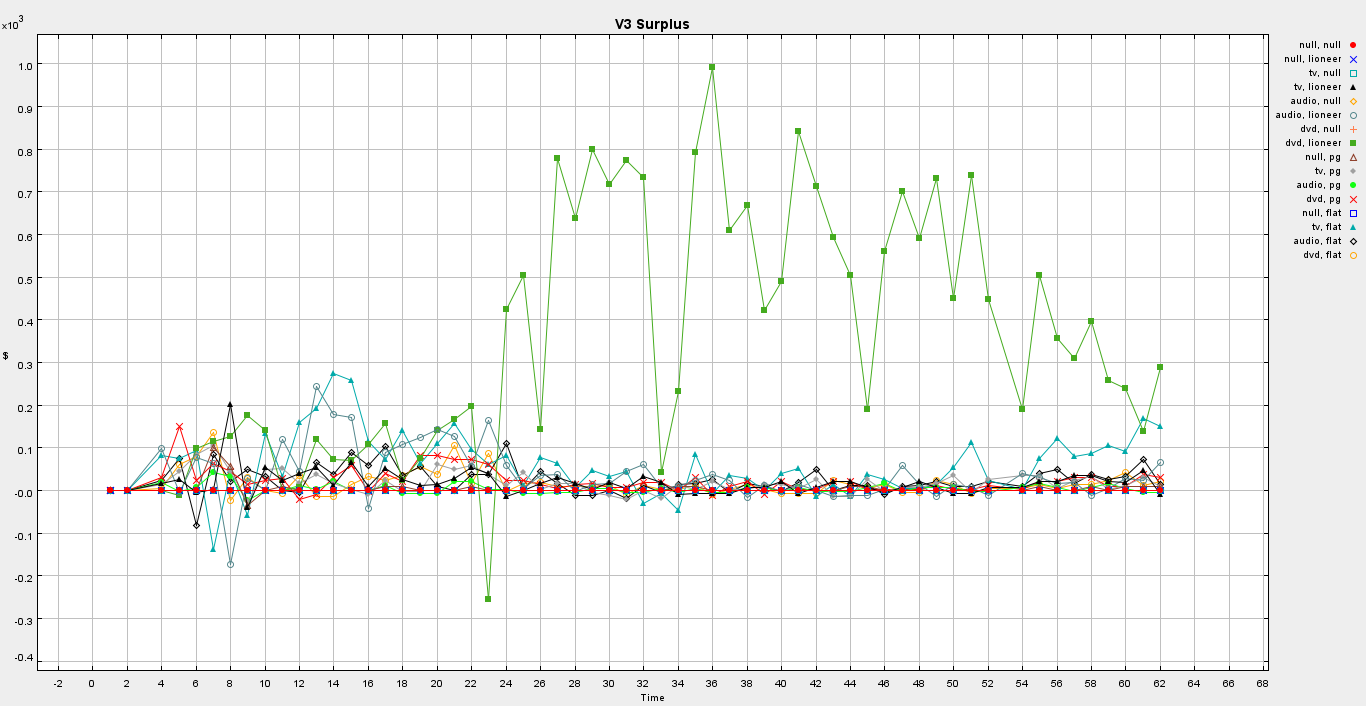 V3 Surplus
x10³
1.0
0.9
0.8
0.7
0.6
0.5
0.4
0.3
0.2
0.1
-0.0
-0.1
-0.2
-0.3
-0.4
$
-2 0 2 4 6 8 10 12 14 16 18 20 22 24 26 28 30 32 34 36 38 40 42 44 46 48 50 52 54 56 58 60 62 64 66 68
Time
null, null
null, lioneer
tv, null
tv, lioneer
audio, null
audio, lioneer
dvd, null
dvd, lioneer
null, pg
tv, pg
audio, pg
dvd, pg
null, flat
tv, flat
audio, flat
dvd, flat